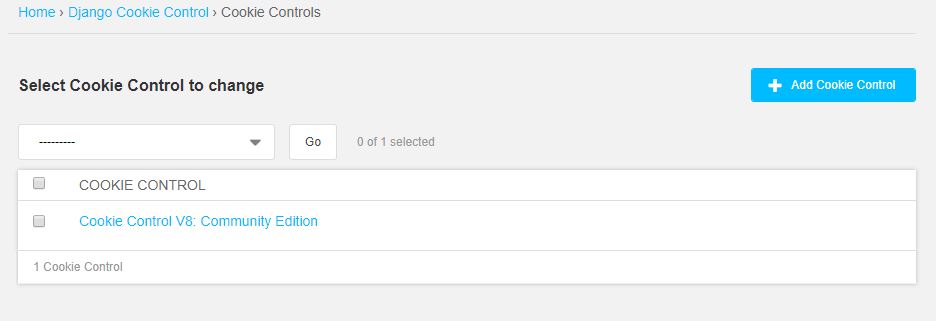 Home › Django Cookie Control › Cookie Controls
Select Cookie Control to change
Add Cookie Control
---------
Go
0 of 1 selected
COOKIE CONTROL
Cookie Control V8: Community Edition
1 Cookie Control